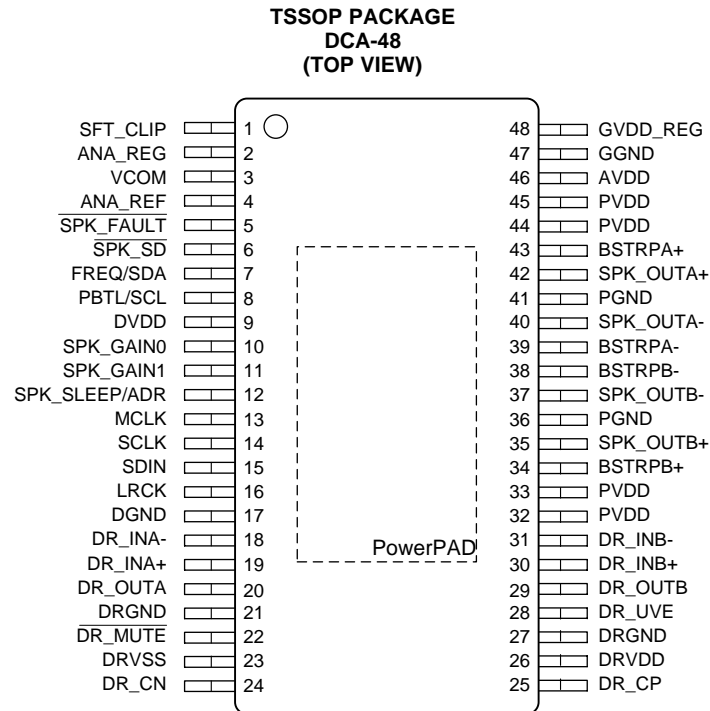 TSSOP PACKAGE
DCA-48
(TOP VIEW)
SFT_CLIP 1 48 GVDD_REG
ANA_REG 2 47 GGND
VCOM 3 46 AVDD
ANA_REF 4 45 PVDD
SPK_FAULT 5 44 PVDD
SPK_SD 6 43 BSTRPA+
FREQ/SDA 7 42 SPK_OUTA+
PBTL/SCL 8 41 PGND
DVDD 9 40 SPK_OUTA-
SPK_GAIN0 10 39 BSTRPA-
SPK_GAIN1 11 38 BSTRPB-
SPK_SLEEP/ADR 12 37 SPK_OUTB-
MCLK 13 36 PGND
SCLK 14 35 SPK_OUTB+
SDIN 15 34 BSTRPB+
LRCK 16 33 PVDD
DGND 17 32 PVDD
DR_INA- 18 31 DR_INB-
PowerPAD
DR_INA+ 19 30 DR_INB+
DR_OUTA 20 29 DR_OUTB
DRGND 21 28 DR_UVE
DR_MUTE 22 27 DRGND
DRVSS 23 26 DRVDD
DR_CN 24 25 DR_CP